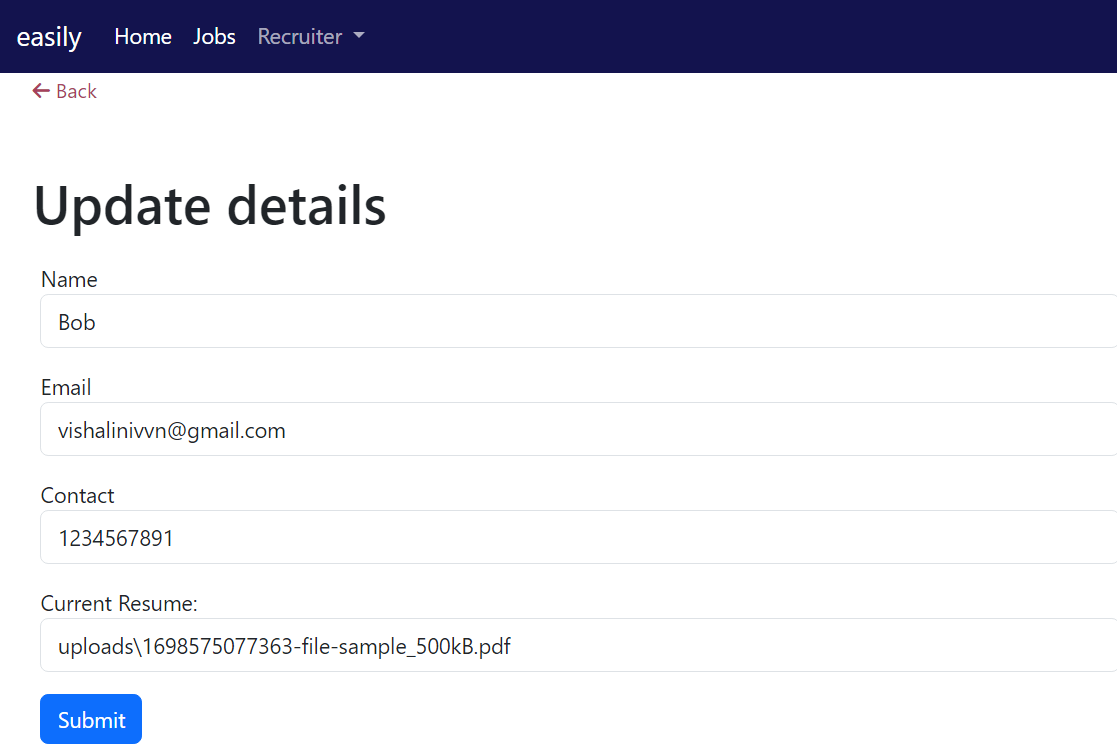 easily Home Jobs Recruiter
Back
Update details
Name
Bob
Email
vishalinivvn@gmail.com
Contact
1234567891
Current Resume:
uploads\1698575077363-file-sample_500kB.pdf
Submit